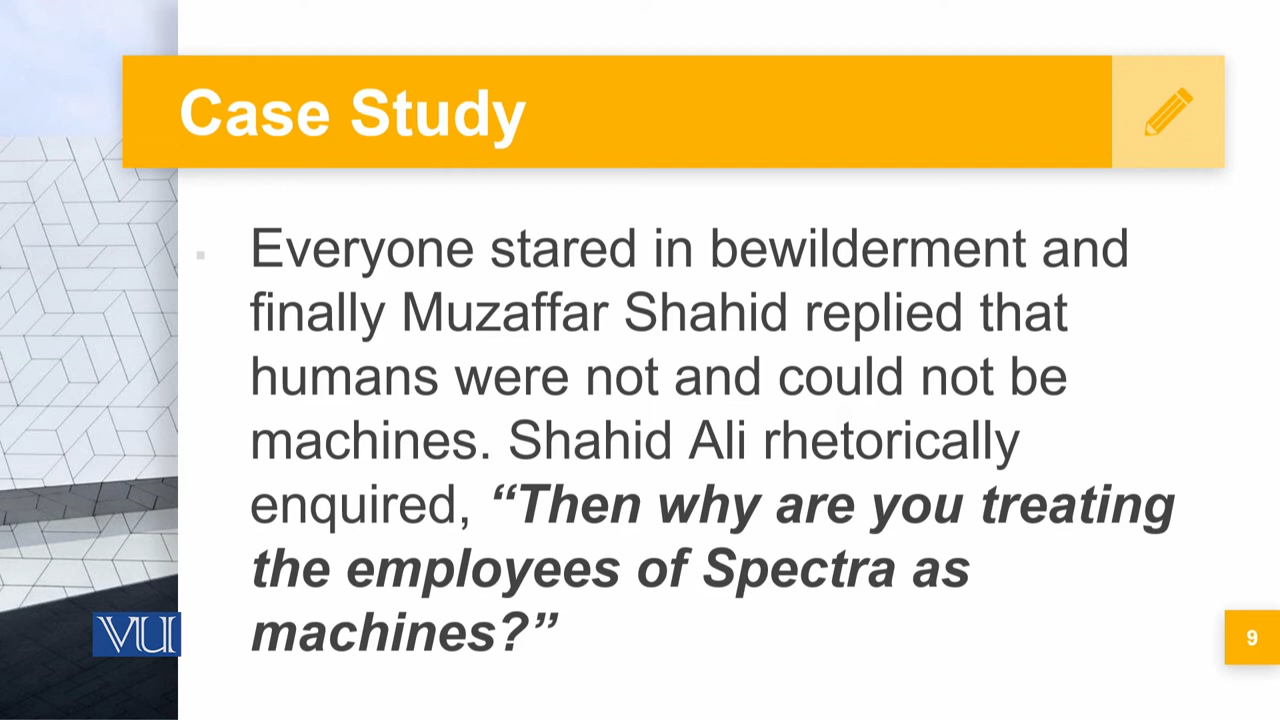 Case Study
Everyone stared in bewilderment and
finally Muzaffar Shahid replied that
humans were not and could not be
machines. Shahid Ali rhetorically
enquired, “Then why are you treating
the employees of Spectra as
machines?”
VU
9